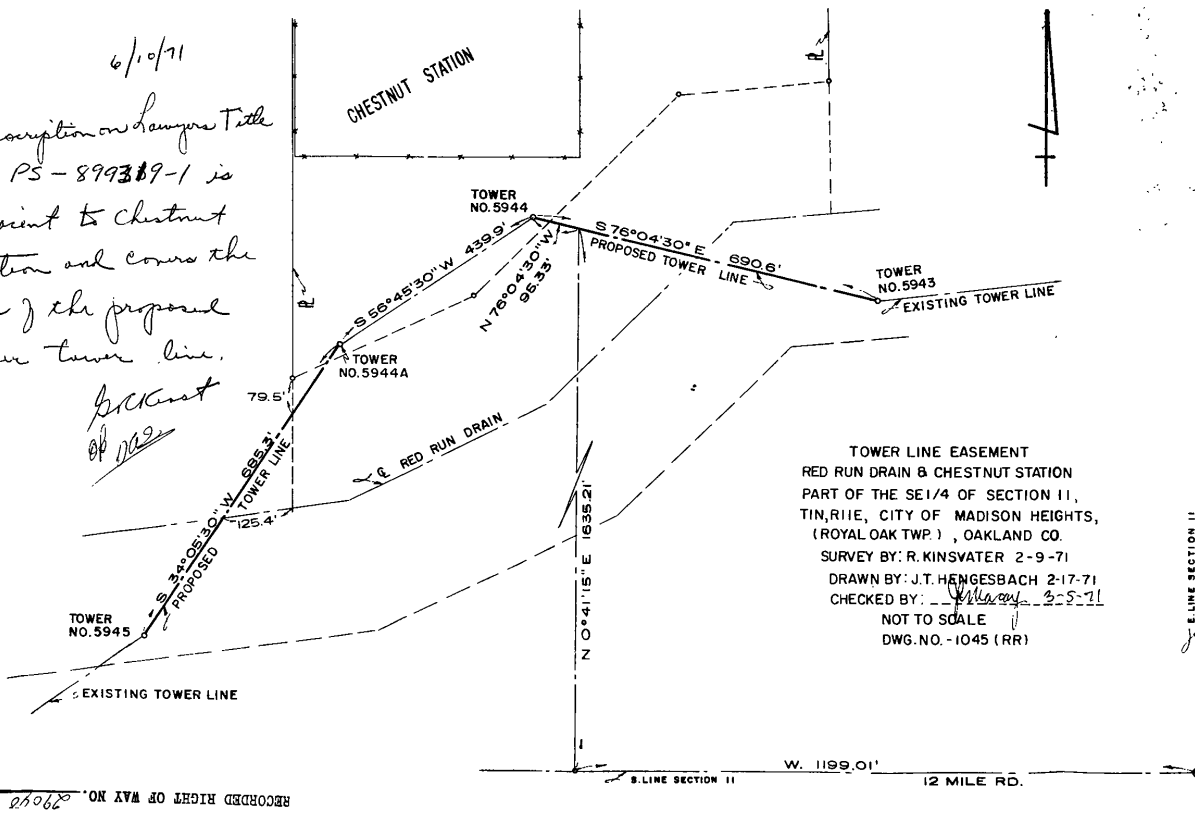 6/10/71
scription on Lawyers Title
PS-899319-1 is
to Chestnut
tion and covers the
of the proposed
tower line.
CHESTNUT STATION
TOWER
NO.5944
S 76°04'30" E 690.6'
PROPOSED TOWER LINE
TOWER
NO.5943
EXISTING TOWER LINE
N 76°04'30" W
95.33'
S 56°45'30" W 439.9'
TOWER
NO.5944A
79.5'
RED RUN DRAIN
S 34°05'30" W 685.3'
PROPOSED TOWER LINE
125.4'
TOWER
NO.5945
EXISTING TOWER LINE
N 0°41'15" E 1635.21'
TOWER LINE EASEMENT
RED RUN DRAIN & CHESTNUT STATION
PART OF THE SE1/4 OF SECTION 11,
T1N,R11E, CITY OF MADISON HEIGHTS,
(ROYAL OAK TWP.) , OAKLAND CO.
SURVEY BY: R. KINSVATER 2-9-71
DRAWN BY: J.T. HENGESBACH 2-17-71
CHECKED BY: 3-5-71
NOT TO SCALE
DWG. NO. -1045 (RR)
E. LINE SECTION 11
W. 1199.01'
S. LINE SECTION 11
12 MILE RD.
RECORDED RIGHT OF WAY NO. 29040